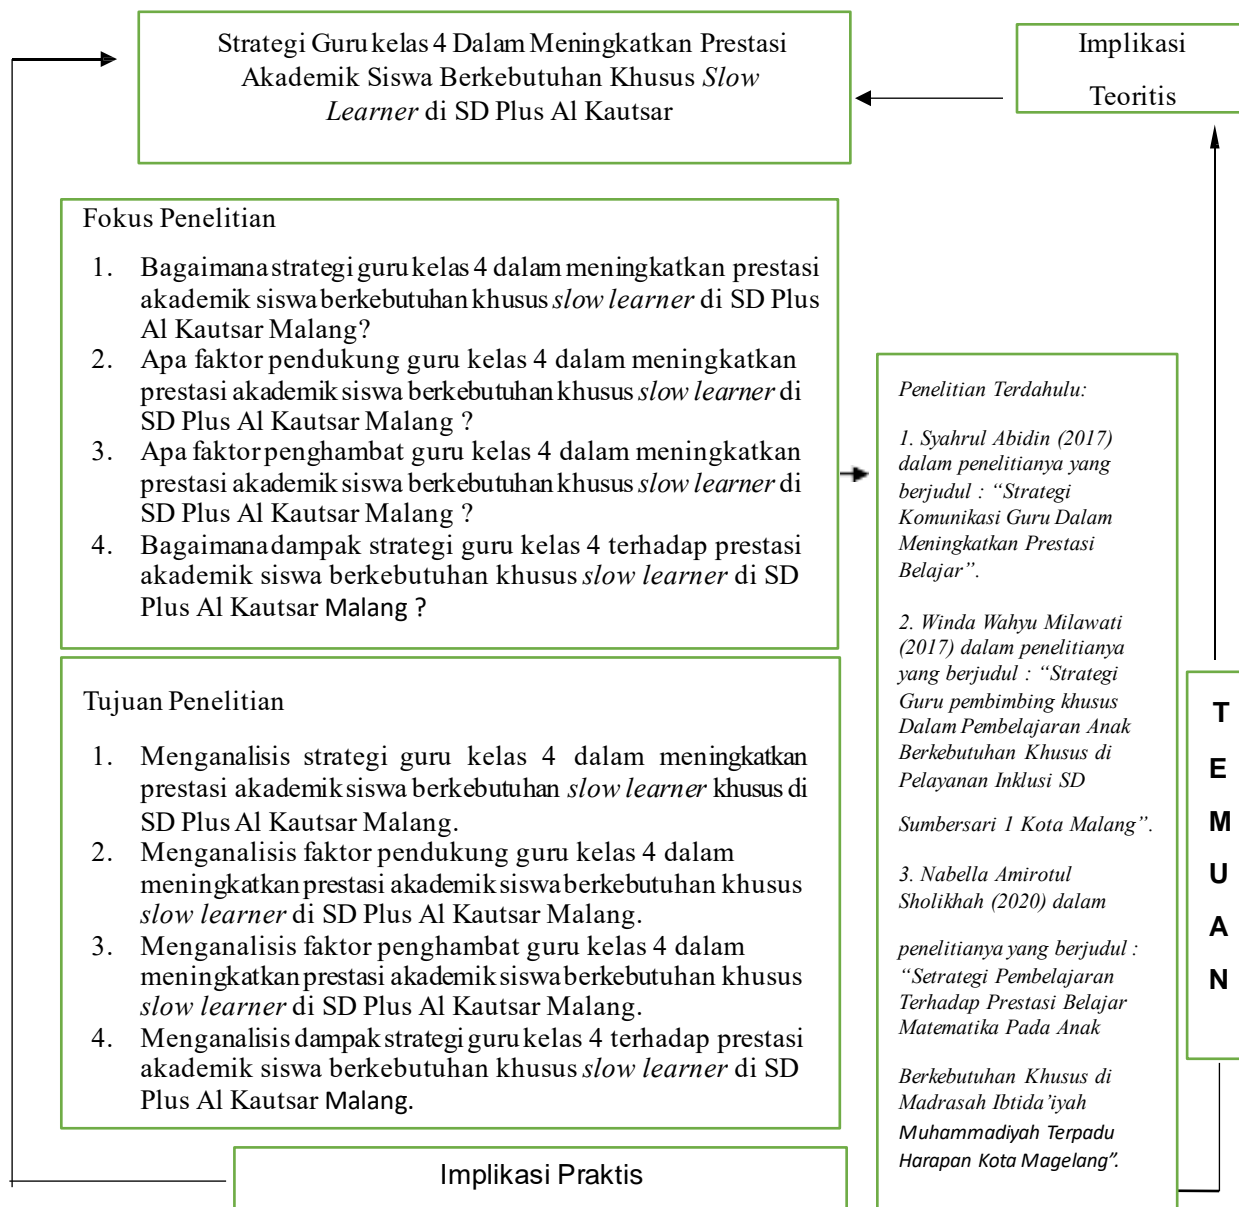 Strategi Guru kelas 4 Dalam Meningkatkan Prestasi
Akademik Siswa Berkebutuhan Khusus Slow
Learner di SD Plus Al Kautsar
Implikasi
Teoritis
Fokus Penelitian
1. Bagaimana strategi guru kelas 4 dalam meningkatkan prestasi
akademik siswa berkebutuhan khusus slow learner di SD Plus
Al Kautsar Malang?
2. Apa faktor pendukung guru kelas 4 dalam meningkatkan
prestasi akademik siswa berkebutuhan khusus slow learner di
SD Plus Al Kautsar Malang ?
3. Apa faktor penghambat guru kelas 4 dalam meningkatkan
prestasi akademik siswa berkebutuhan khusus slow learner di
SD Plus Al Kautsar Malang ?
4. Bagaimana dampak strategi guru kelas 4 terhadap prestasi
akademik siswa berkebutuhan khusus slow learner di SD
Plus Al Kautsar Malang ?
Tujuan Penelitian
1. Menganalisis strategi guru kelas 4 dalam meningkatkan
prestasi akademik siswa berkebutuhan slow learner khusus di
SD Plus Al Kautsar Malang.
2. Menganalisis faktor pendukung guru kelas 4 dalam
meningkatkan prestasi akademik siswa berkebutuhan khusus
slow learner di SD Plus Al Kautsar Malang.
3. Menganalisis faktor penghambat guru kelas 4 dalam
meningkatkan prestasi akademik siswa berkebutuhan khusus
slow learner di SD Plus Al Kautsar Malang.
4. Menganalisis dampak strategi guru kelas 4 terhadap prestasi
akademik siswa berkebutuhan khusus slow learner di SD
Plus Al Kautsar Malang.
Penelitian Terdahulu:
1. Syahrul Abidin (2017)
dalam penelitianya yang
berjudul : “Strategi
Komunikasi Guru Dalam
Meningkatkan Prestasi
Belajar”.
2. Winda Wahyu Milawati
(2017) dalam penelitianya
yang berjudul : “Strategi
Guru pembimbing khusus
Dalam Pembelajaran Anak
Berkebutuhan Khusus di
Pelayanan Inklusi SD
Sumbersari 1 Kota Malang”.
3. Nabella Amirotul
Sholikhah (2020) dalam
penelitianya yang berjudul :
“Setrategi Pembelajaran
Terhadap Prestasi Belajar
Matematika Pada Anak
Berkebutuhan Khusus di
Madrasah Ibtida’iyah
Muhammadiyah Terpadu
Harapan Kota Magelang”.
T
E
M
U
A
N
Implikasi Praktis